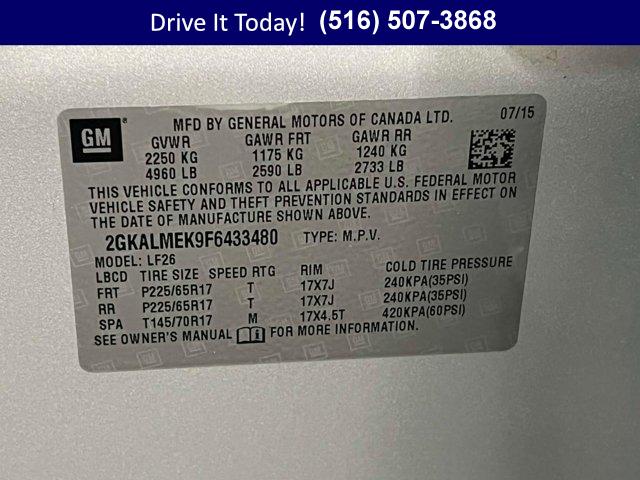 Drive It Today! (516) 507-3868
GM
MFD BY GENERAL MOTORS OF CANADA LTD. 07/15
GVWR GAWR FRT GAWR RR
2250 KG 1175 KG 1240 KG
4960 LB 2590 LB 2733 LB
THIS VEHICLE CONFORMS TO ALL APPLICABLE U.S. FEDERAL MOTOR
VEHICLE SAFETY AND THEFT PREVENTION STANDARDS IN EFFECT ON
THE DATE OF MANUFACTURE SHOWN ABOVE.
2GKALMEK9F6433480 TYPE: M.P.V.
MODEL: LF26
LBCD TIRE SIZE SPEED RTG RIM COLD TIRE PRESSURE
FRT P225/65R17 T 17X7J 240KPA(35PSI)
RR P225/65R17 T 17X7J 240KPA(35PSI)
SPA T145/70R17 M 17X4.5T 420KPA(60PSI)
SEE OWNER'S MANUAL FOR MORE INFORMATION.